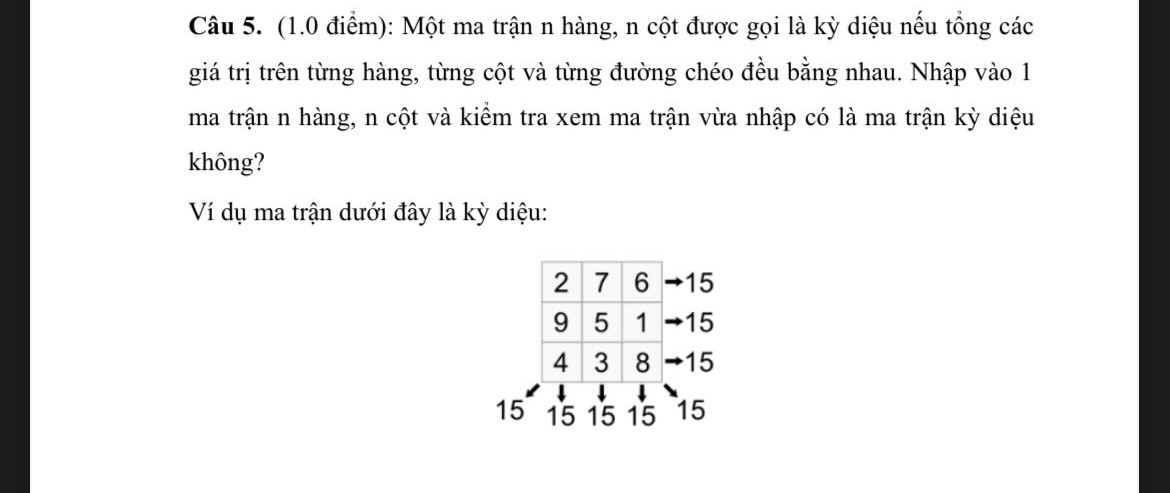 Câu 5. (1.0 điểm): Một ma trận n hàng, n cột được gọi là kỳ diệu nếu tổng các
giá trị trên từng hàng, từng cột và từng đường chéo đều bằng nhau. Nhập vào 1
ma trận n hàng, n cột và kiểm tra xem ma trận vừa nhập có là ma trận kỳ diệu
không?
Ví dụ ma trận dưới đây là kỳ diệu:
2 7 6 →15
9 5 1 →15
4 3 8 →15
15 15 15 15 15